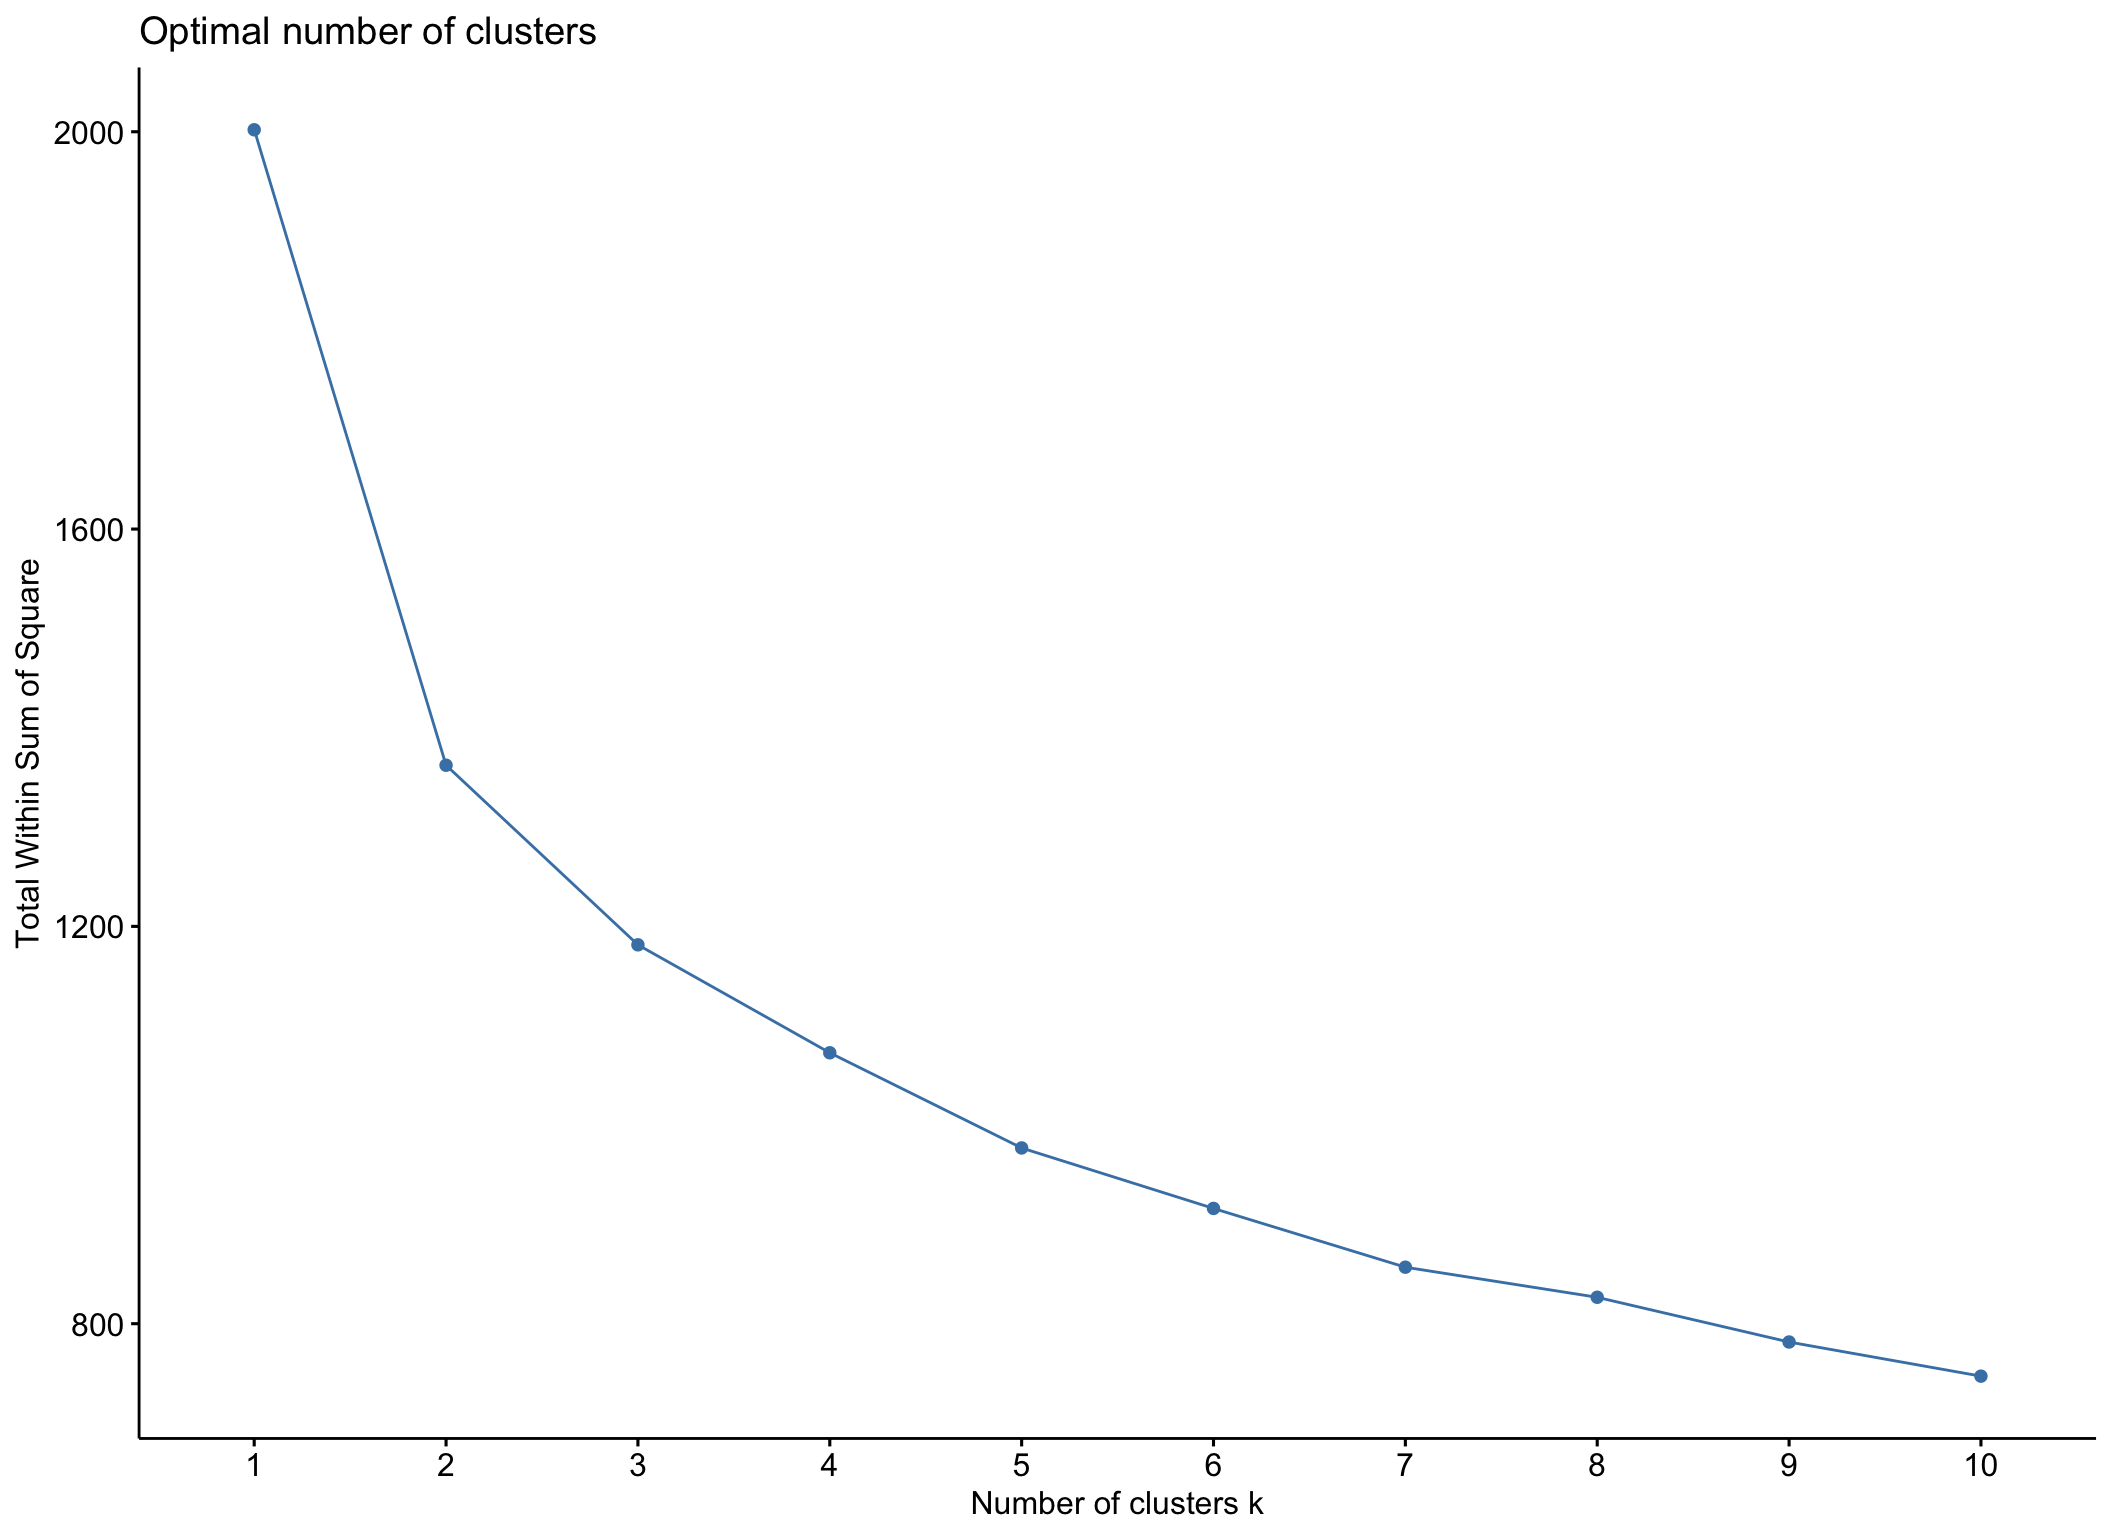 Optimal number of clusters
2000
1600
1200
800
Total Within Sum of Square
1 2 3 4 5 6 7 8 9 10
Number of clusters k